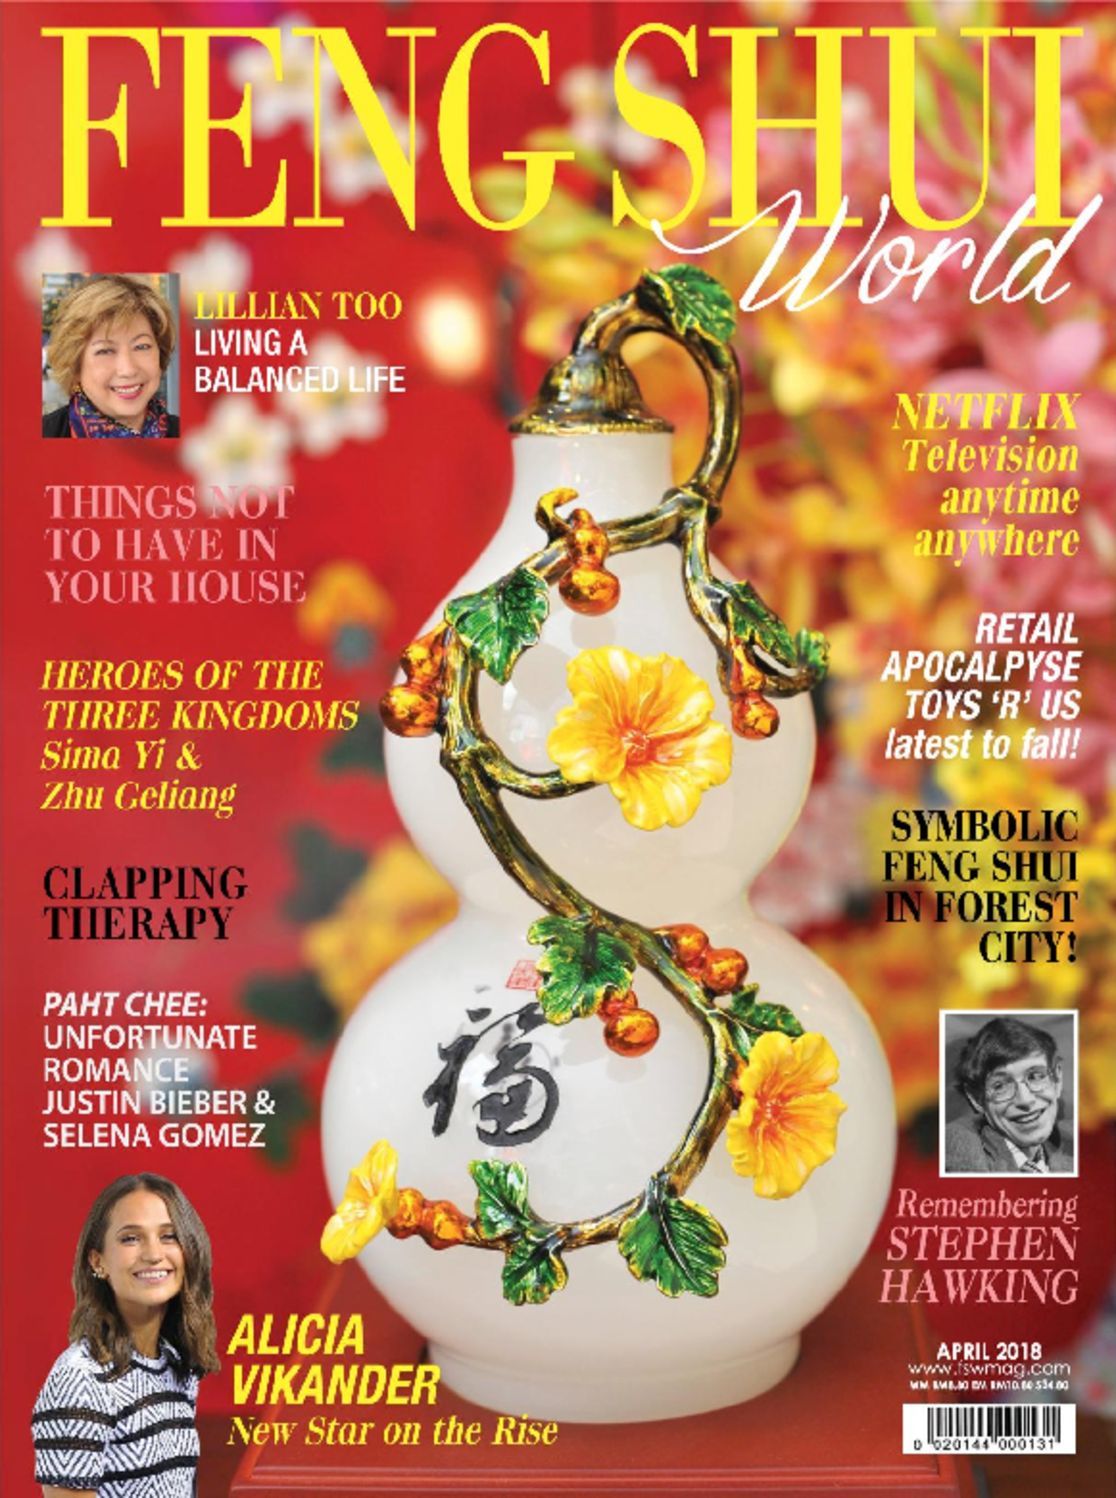 FENG SHUI
World
LILLIAN TOO
LIVING A
BALANCED LIFE
THINGS NOT
TO HAVE IN
YOUR HOUSE
HEROES OF THE
THREE KINGDOMS
Sima Yi &
Zhu Geliang
CLAPPING
THERAPY
PAHT CHEE:
UNFORTUNATE
ROMANCE
JUSTIN BIEBER &
SELENA GOMEZ
ALICIA
VIKANDER
New Star on the Rise
NETFLIX
Television
anytime
anywhere
RETAIL
APOCALPYSE
TOYS 'R' US
latest to fall!
SYMBOLIC
FENG SHUI
IN FOREST
CITY!
福
Remembering
STEPHEN
HAWKING
APRIL 2018
www.fswmag.com
0 020144 000131